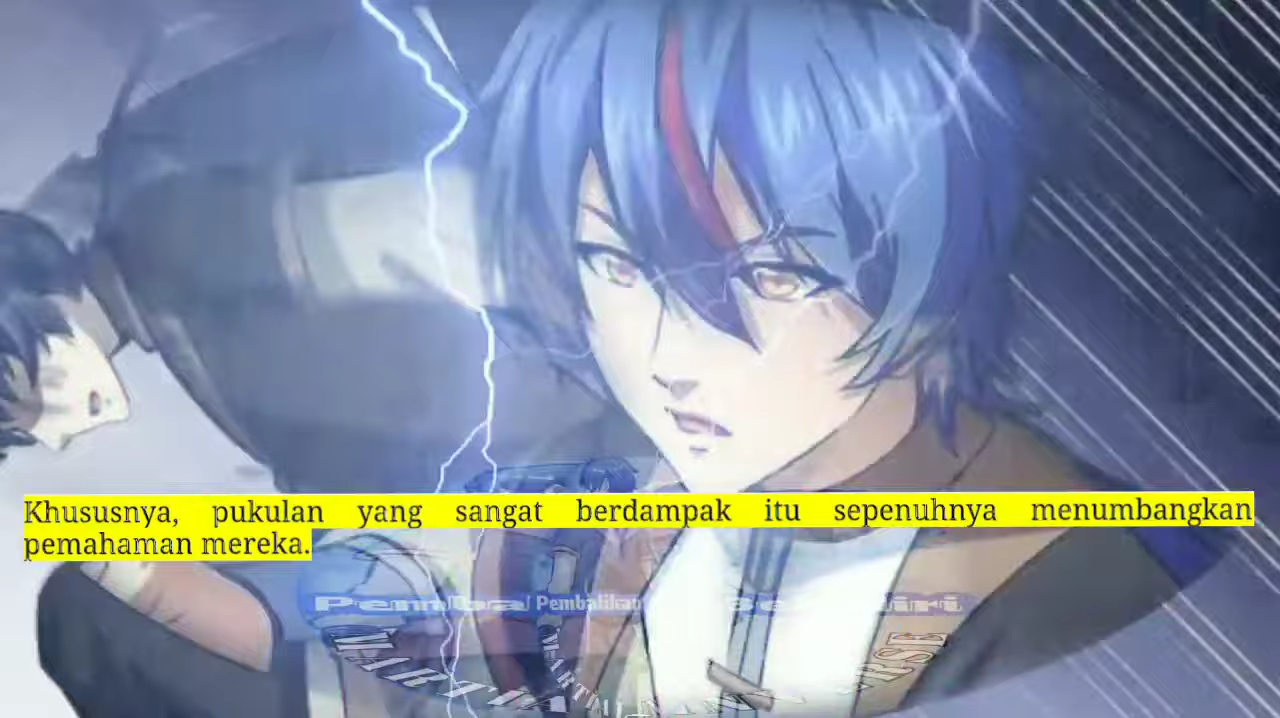 Khususnya, pukulan yang sangat berdampak itu sepenuhnya menumbangkan
pemahaman mereka.
Pembalikan